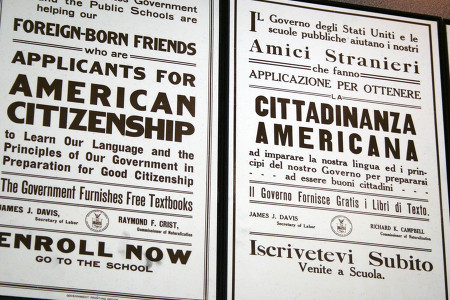 Government
and the Public Schools are
helping our
FOREIGN-BORN FRIENDS
who are
APPLICANTS FOR
AMERICAN
CITIZENSHIP
to Learn Our Language and the
Principles of Our Government in
Preparation for Good Citizenship
The Government Furnishes Free Textbooks
JAMES J. DAVIS,
Secretary of Labor
RAYMOND F. CRIST,
Commissioner of Naturalization
ENROLL NOW
GO TO THE SCHOOL
IL Governo degli Stati Uniti e le
scuole pubbliche aiutano i nostri
Amici Stranieri
che fanno
APPLICAZIONE PER OTTENERE
LA
CITTADINANZA
AMERICANA
ad imparare la nostra lingua ed i prin-
cipi del nostro Governo per prepararsi
ad essere buoni cittadini
Il Governo Fornisce Gratis i Libri di Testo.
JAMES J. DAVIS
Secretary of Labor
RICHARD K. CAMPBELL
Commissioner of Naturalization
Iscrivetevi Subito
Venite a Scuola.